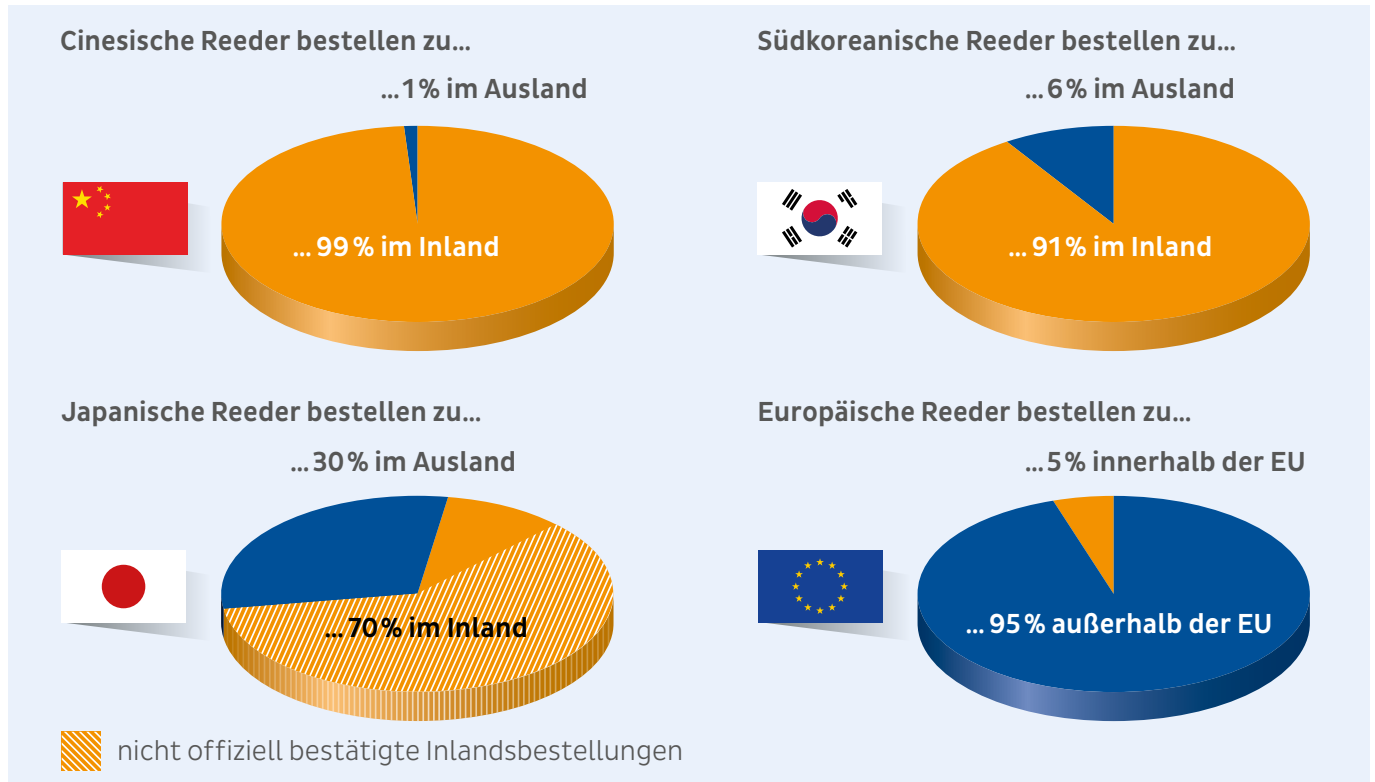 Cinesische Reeder bestellen zu...
...1% im Ausland
...99% im Inland
Südkoreanische Reeder bestellen zu...
...6% im Ausland
...91% im Inland
Japanische Reeder bestellen zu...
...30% im Ausland
...70% im Inland
Europäische Reeder bestellen zu...
...5% innerhalb der EU
...95% außerhalb der EU
nicht offiziell bestätigte Inlandsbestellungen